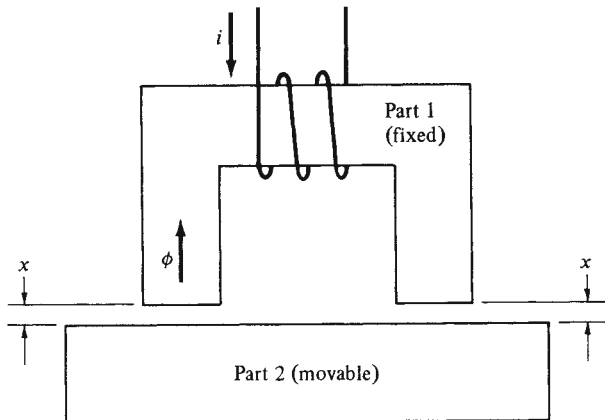 i
Part 1
(fixed)
ϕ
x
x
Part 2 (movable)